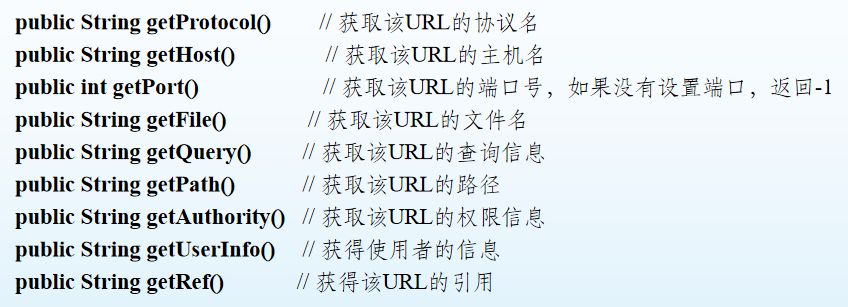 public String getProtocol() // 获取该URL的协议名
public String getHost() // 获取该URL的主机名
public int getPort() // 获取该URL的端口号，如果没有设置端口，返回-1
public String getFile() // 获取该URL的文件名
public String getQuery() // 获取该URL的查询信息
public String getPath() // 获取该URL的路径
public String getAuthority() // 获取该URL的权限信息
public String getUserInfo() // 获得使用者的信息
public String getRef() // 获得该URL的引用